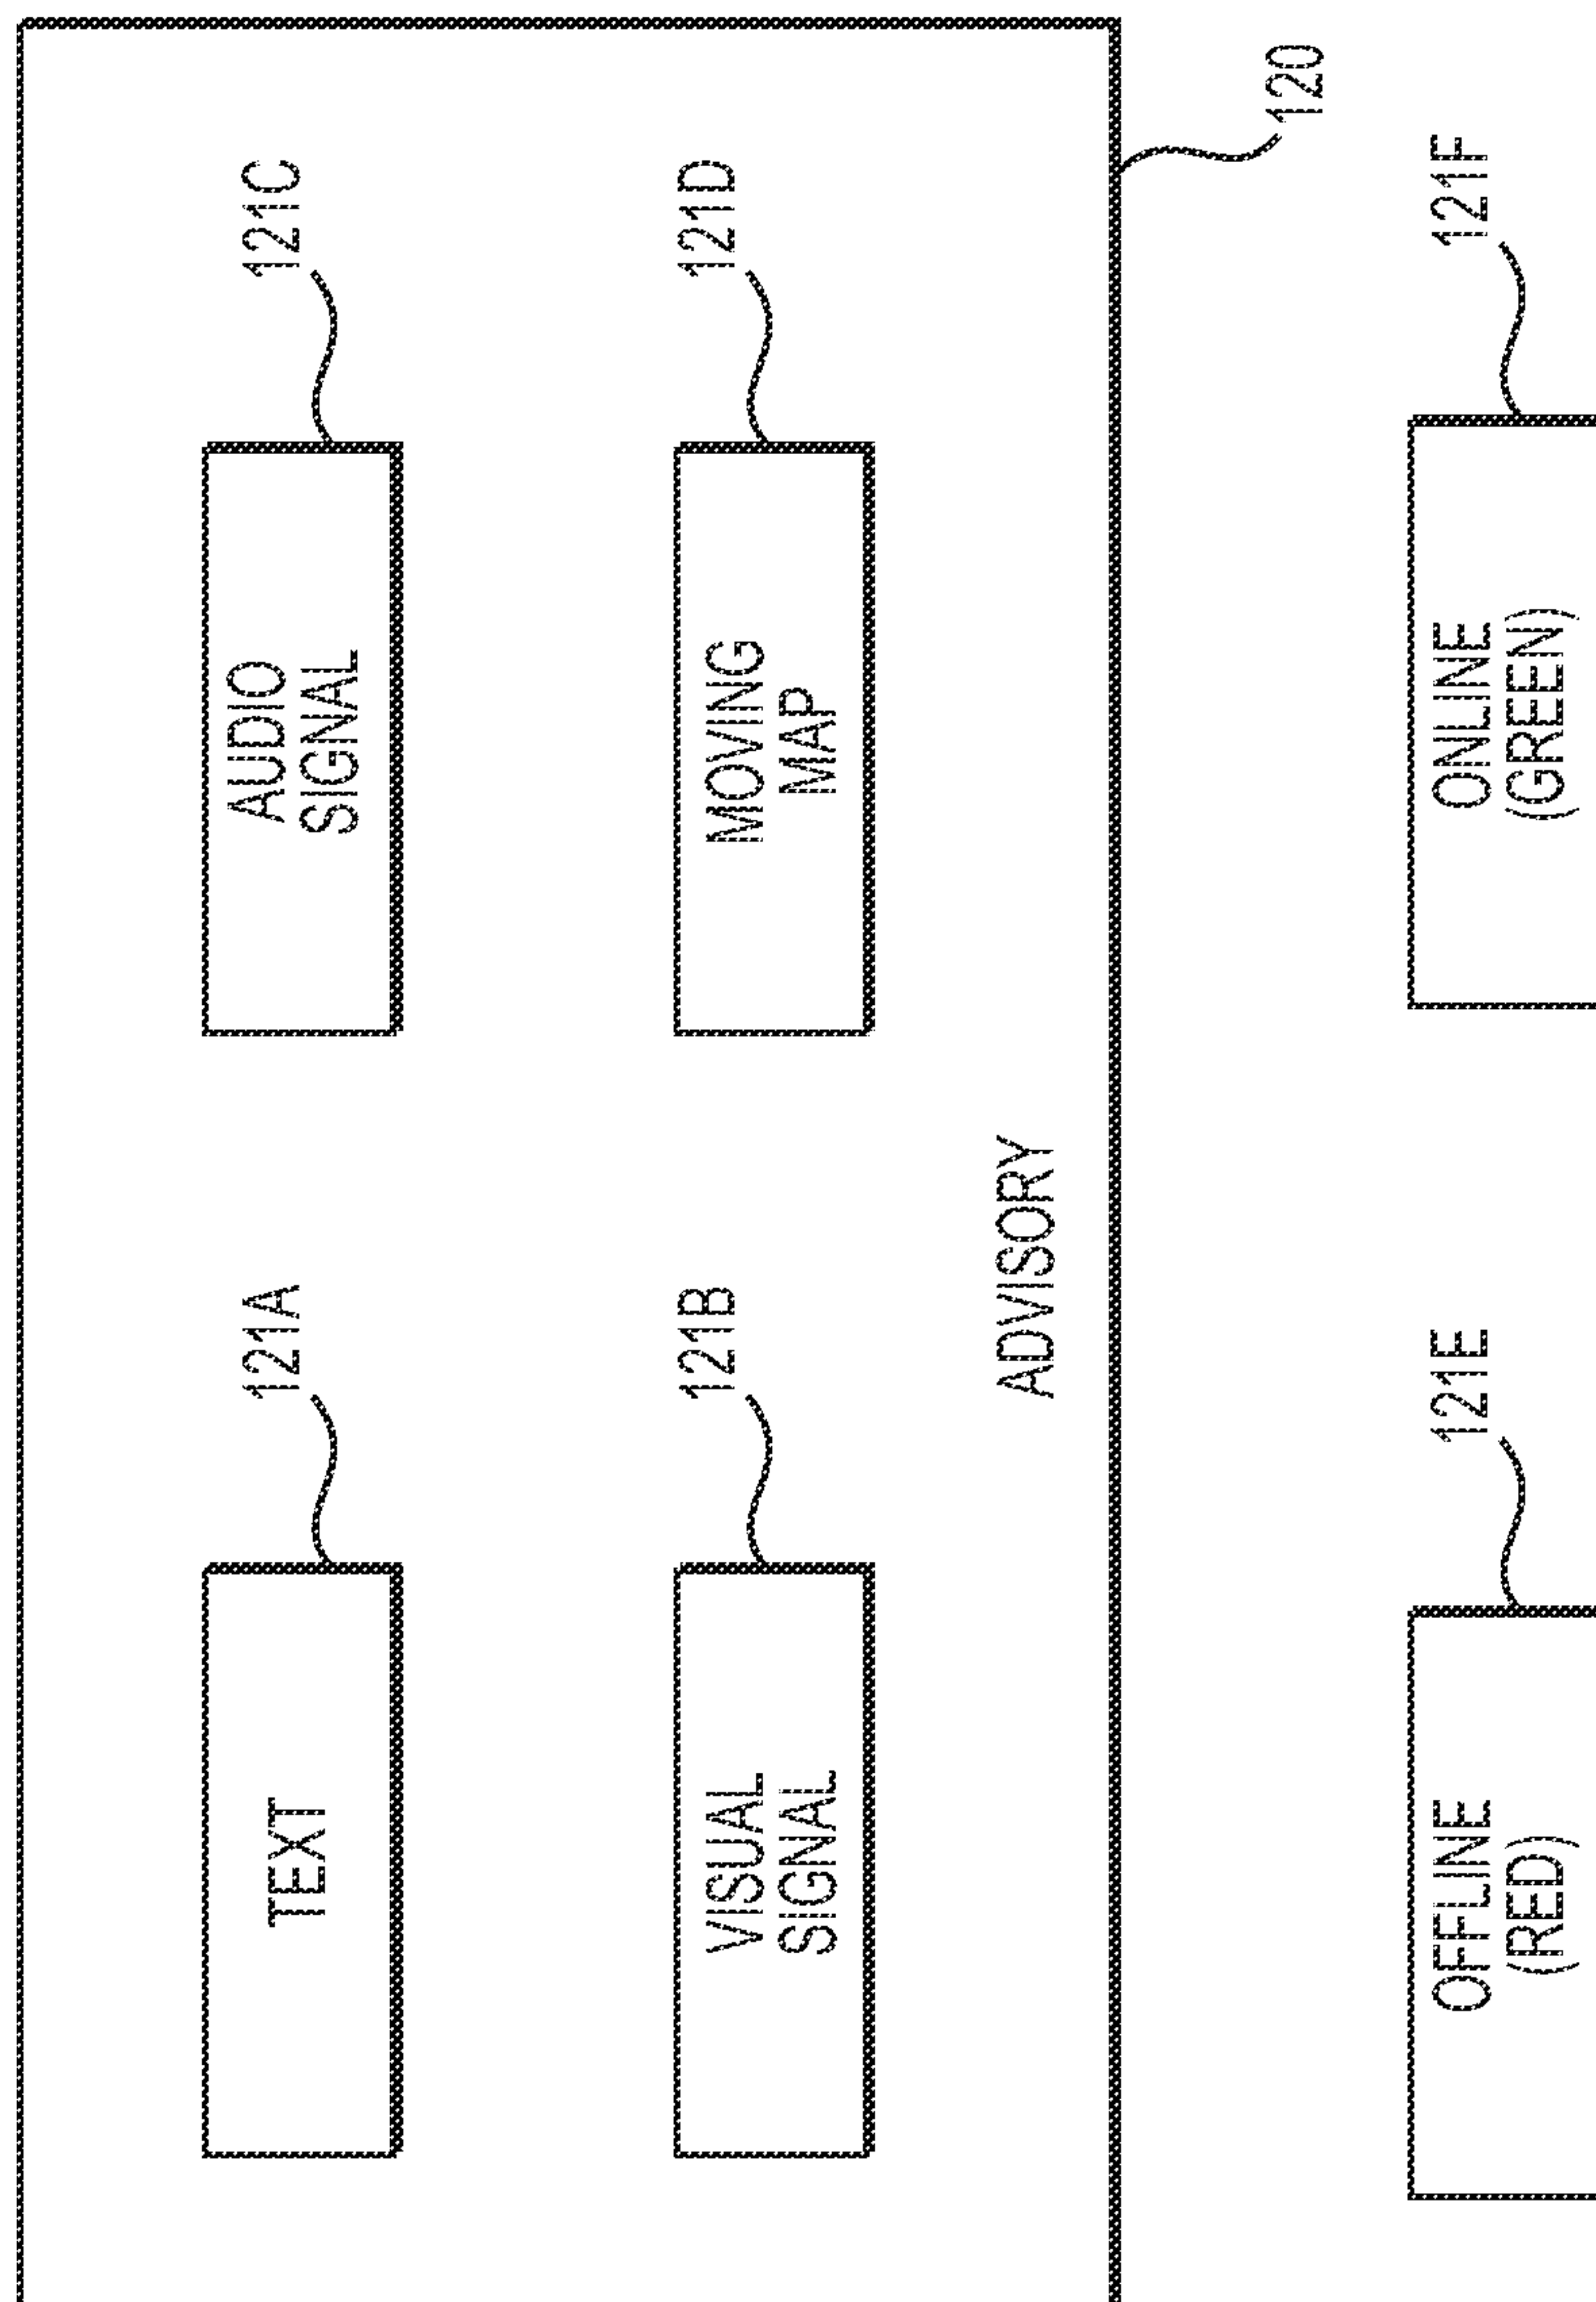 121A
TEXT
121C
AUDIO
SIGNAL
121B
VISUAL
SIGNAL
121D
MOVING
MAP
ADVISORY
120
121E
OFFLINE
(RED)
121F
ONLINE
(GREEN)